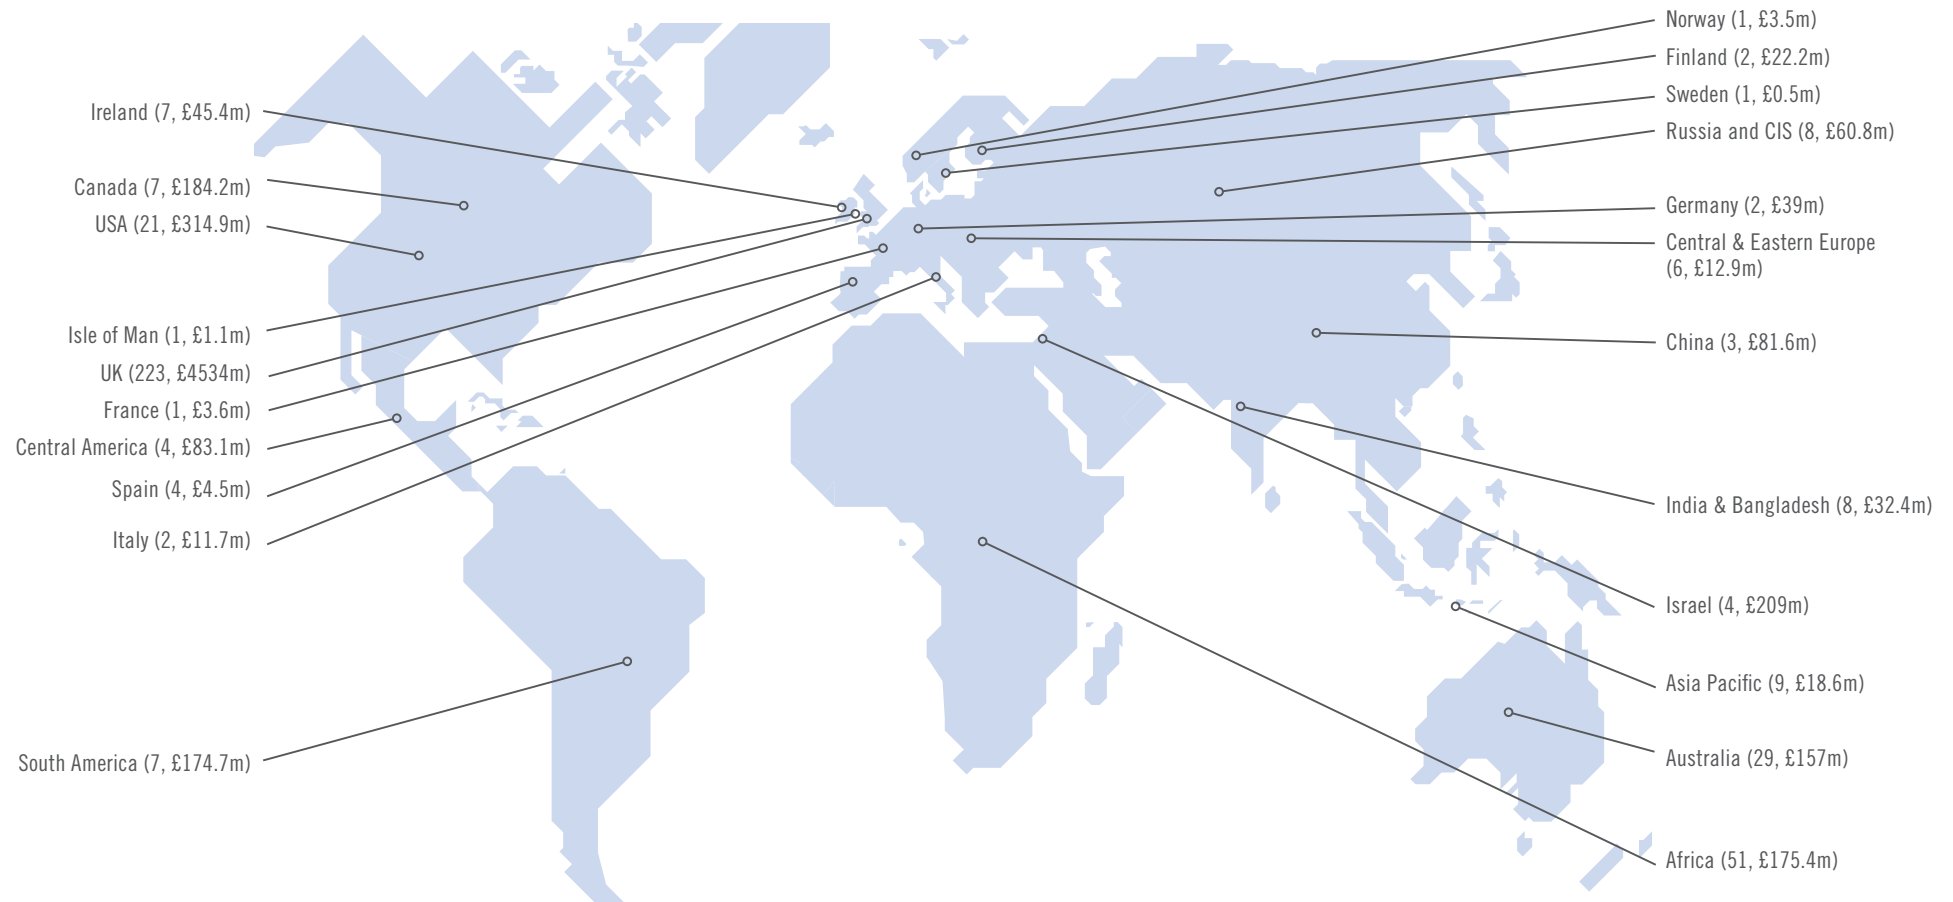 Ireland (7, £45.4m)
Canada (7, £184.2m)
USA (21, £314.9m)
Isle of Man (1, £1.1m)
UK (223, £4534m)
France (1, £3.6m)
Central America (4, £83.1m)
Spain (4, £4.5m)
Italy (2, £11.7m)
South America (7, £174.7m)
Norway (1, £3.5m)
Finland (2, £22.2m)
Sweden (1, £0.5m)
Russia and CIS (8, £60.8m)
Germany (2, £39m)
Central & Eastern Europe
(6, £12.9m)
China (3, £81.6m)
India & Bangladesh (8, £32.4m)
Israel (4, £209m)
Asia Pacific (9, £18.6m)
Australia (29, £157m)
Africa (51, £175.4m)